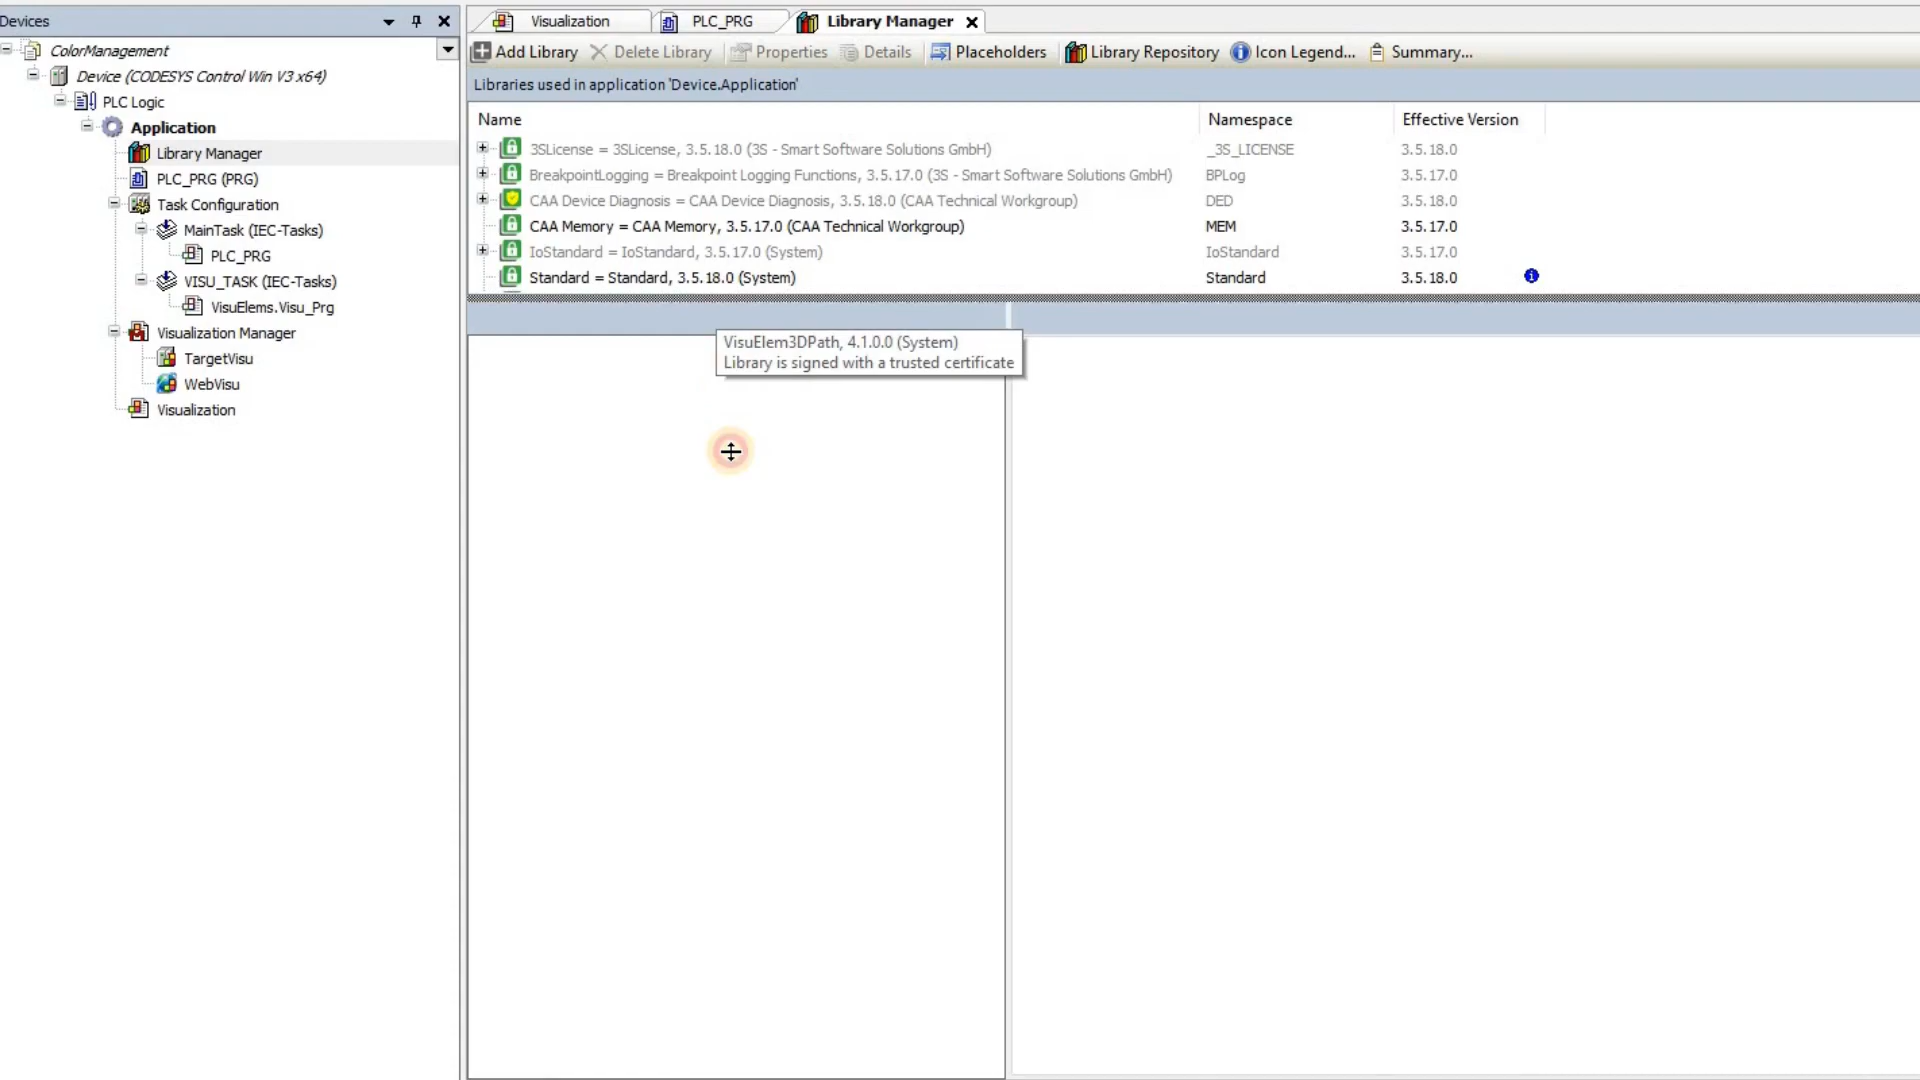 Devices
ColorManagement
Device (CODESYS Control Win V3 x64)
PLC Logic
Application
Library Manager
PLC_PRG (PRG)
Task Configuration
MainTask (IEC-Tasks)
PLC_PRG
VISU_TASK (IEC-Tasks)
VisuElems.Visu_Prg
Visualization Manager
TargetVisu
WebVisu
Visualization
Visualization PLC_PRG Library Manager
Add Library Delete Library Properties Details Placeholders Library Repository Icon Legend... Summary...
Libraries used in application 'Device.Application'
Name Namespace Effective Version
3SLicense = 3SLicense, 3.5.18.0 (3S - Smart Software Solutions GmbH) _3S_LICENSE 3.5.18.0
BreakpointLogging = Breakpoint Logging Functions, 3.5.17.0 (3S - Smart Software Solutions GmbH) BPLog 3.5.17.0
CAA Device Diagnosis = CAA Device Diagnosis, 3.5.18.0 (CAA Technical Workgroup) DED 3.5.18.0
CAA Memory = CAA Memory, 3.5.17.0 (CAA Technical Workgroup) MEM 3.5.17.0
IoStandard = IoStandard, 3.5.17.0 (System) IoStandard 3.5.17.0
Standard = Standard, 3.5.18.0 (System) Standard 3.5.18.0
VisuElem3DPath, 4.1.0.0 (System)
Library is signed with a trusted certificate